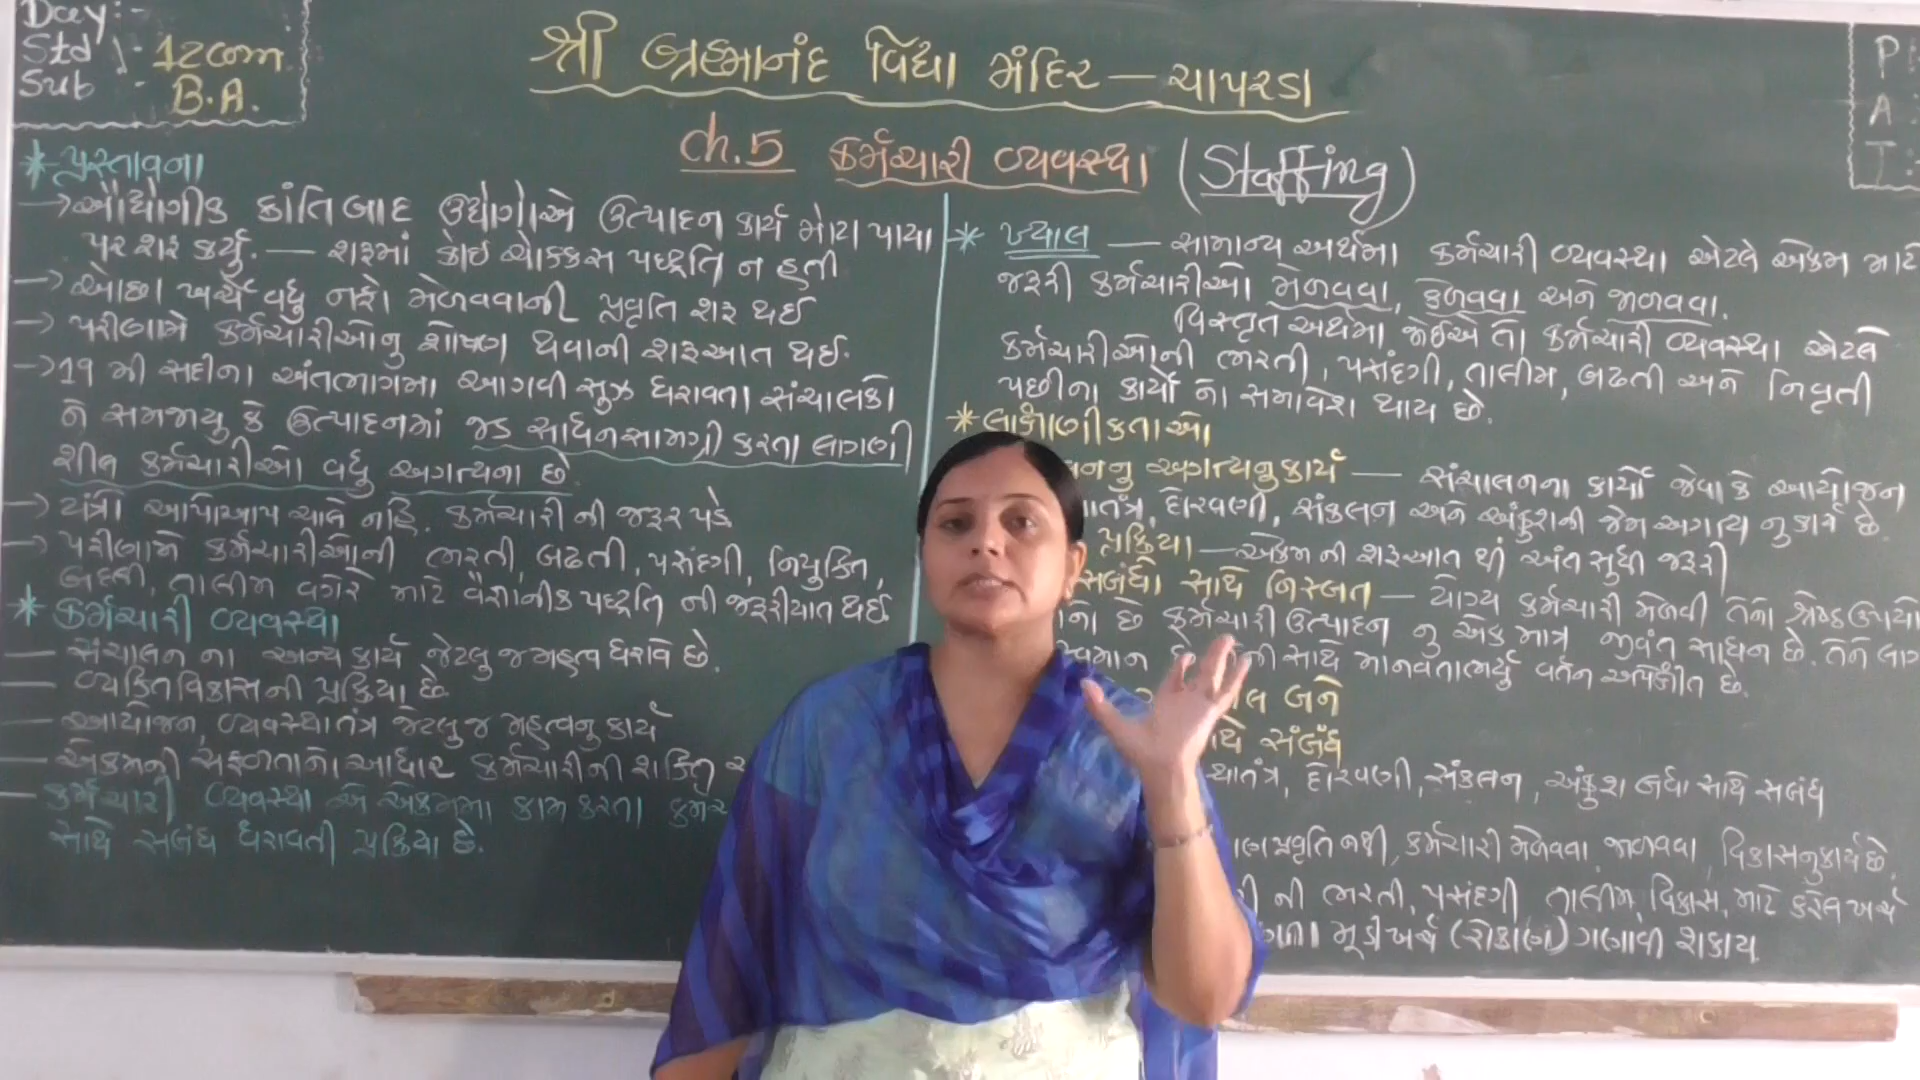 Day :-
Std :- 12 com
Sub :- B.A.
શ્રી બ્રહ્માનંદ વિદ્યા મંદિર — ચાપરડા
P:
A:
T:
ch.5 કર્મચારી વ્યવસ્થા (Staffing)
* પ્રસ્તાવના
→ ઔદ્યોગીક ક્રાંતિ બાદ ઉદ્યોગોએ ઉત્પાદન કાર્ય મોટા પાયા
પર શરૂ કર્યુ. — શરૂમાં કોઇ ચોક્કસ પધ્ધતિ ન હતી
→ ઓછા ખર્ચે વધુ નફો મેળવવાની પ્રવૃતિ શરૂ થઈ
→ પરીણામે કર્મચારીઓનુ શોષણ થવાની શરૂઆત થઈ.
→ 19 મી સદીના અંતભાગમા આગવી સુઝ ધરાવતા સંચાલકો
ને સમજાયુ કે ઉત્પાદનમાં જડ સાધનસામગ્રી કરતા લાગણી
શીલ કર્મચારીઓ વધુ અગત્યના છે
→ યંત્રો આપોઆપ ચાલે નહિ. કર્મચારી ની જરૂર પડે
→ પરીણામે કર્મચારીઓની ભરતી, બઢતી, પસંદગી, નિયુક્તિ,
બદલી, તાલીમ વગેરે માટે વૈજ્ઞાનીક પધ્ધતિ ની જરૂરીયાત થઈ
* કર્મચારી વ્યવસ્થા
— સંચાલન ના અન્ય કાર્ય જેટલુ જ મહત્વ ધરાવે છે.
— વ્યક્તિ વિકાસ ની પ્રક્રિયા છે.
— આયોજન, વ્યવસ્થાતંત્ર જેટલુ જ મહત્વનુ કાર્ય
— એકમની સફળતાનો આધાર કર્મચારીની શક્તિ
— કર્મચારી વ્યવસ્થા એ એકમમા કામ કરતા
સાથે સબંધ ધરાવતી પ્રક્રિયા છે.
* ખ્યાલ — સામાન્ય અર્થમા કર્મચારી વ્યવસ્થા એટલે એકમ માટે
જરૂરી કર્મચારીઓ મેળવવા, કેળવવા અને જાળવવા.
વિસ્તૃત અર્થમા જોઈએ તો કર્મચારી વ્યવસ્થા એટલે
કર્મચારીઓની ભરતી, પસંદગી, તાલીમ, બઢતી અને નિવૃતી
પછીના કાર્યો નો સમાવેશ થાય છે.
* લાક્ષણીકતાઓ
અગત્યનુ કાર્ય — સંચાલનના કાર્યો જેવા કે આયોજન
દોરવણી, સંકલન અને અંકુશની જેમ અગત્ય નુ કાર્ય છે.
પ્રક્રિયા — એકમ ની શરૂઆત થી અંત સુધી જરૂરી
સબંધો સાથે નિસ્બત — યોગ્ય કર્મચારી મેળવી તેનો શ્રેષ્ઠ
છે કર્મચારી ઉત્પાદન નુ એક માત્ર જીવંત સાધન છે. તેને
સાથે માનવતાભર્યુ વર્તન અપેક્ષીત છે.
બને
સંબંધ
દોરવણી, સંકલન, અંકુશ બધા સાથે સબંધ
પ્રવૃતિ નથી, કર્મચારી મેળવવા જાળવવા, વિકાસનુ કાર્ય છે.
ની ભરતી, પસંદગી તાલીમ, વિકાસ, માટે કરેલ ખર્ચ
મૂડી ખર્ચ (રોકાણ) ગણાવી શકાય